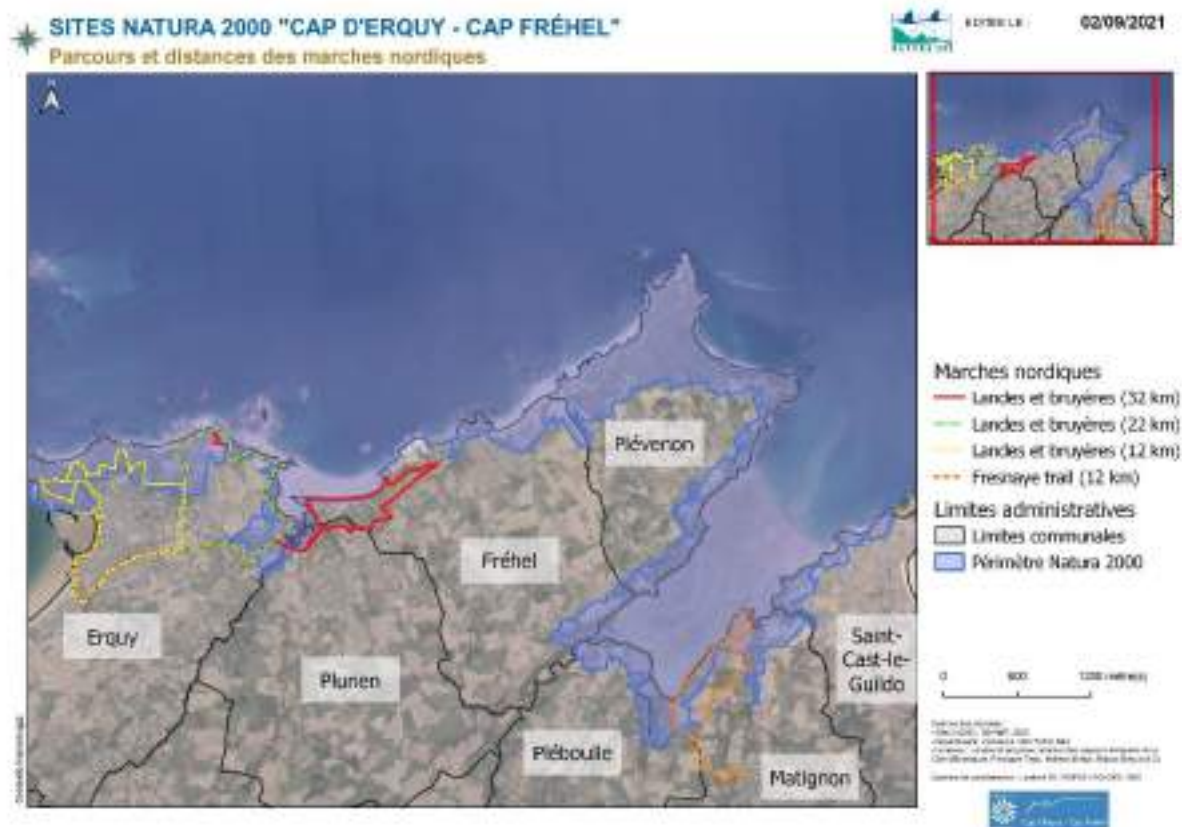 SITES NATURA 2000 "CAP D'ERQUY - CAP FRÉHEL"
Parcours et distances des marches nordiques
02/09/2021
Plévenon
Fréhel
Erquy
Plunen
Pléboulle
Matignon
Saint-
Cast-le-
Guildo
Marches nordiques
Landes et bruyères (32 km)
Landes et bruyères (22 km)
Landes et bruyères (12 km)
Fresnaye trail (12 km)
Limites administratives
Limites communales
Périmètre Natura 2000
0 600 1200 mètre(s)